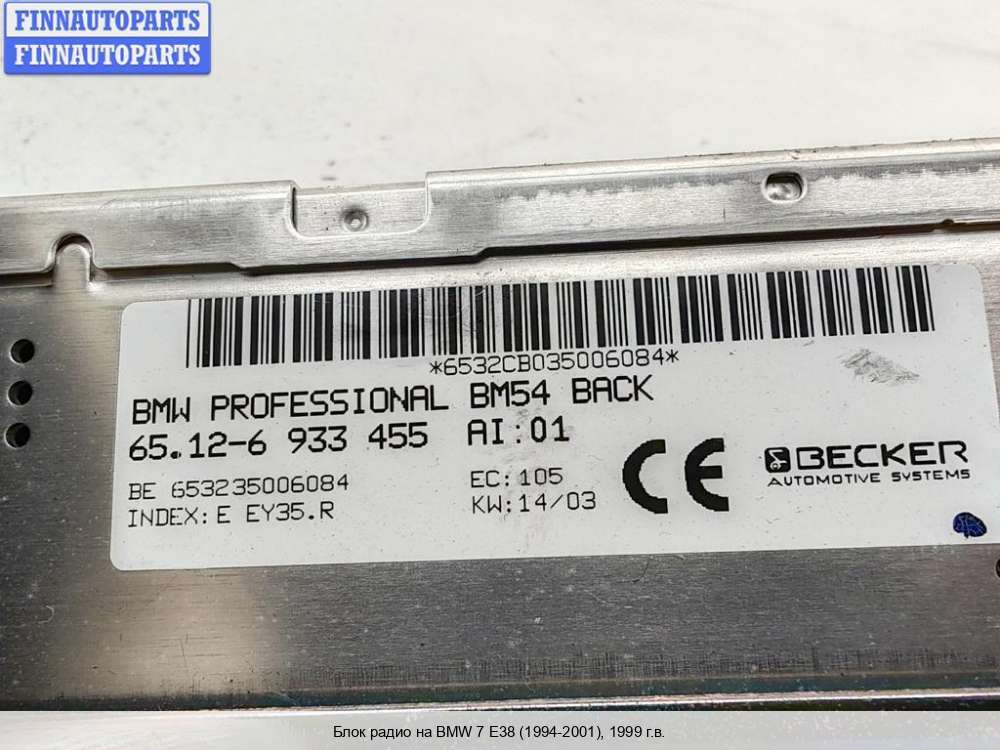 FINNAUTOPARTS
FINNAUTOPARTS
*6532CB035006084*
BMW PROFESSIONAL BM54 BACK
65.12-6 933 455 AI:01
BE 653235006084
EC:105
INDEX:E EY35.R
KW:14/03
CE
BECKER
AUTOMOTIVE SYSTEMS
Блок радио на BMW 7 E38 (1994-2001), 1999 г.в.